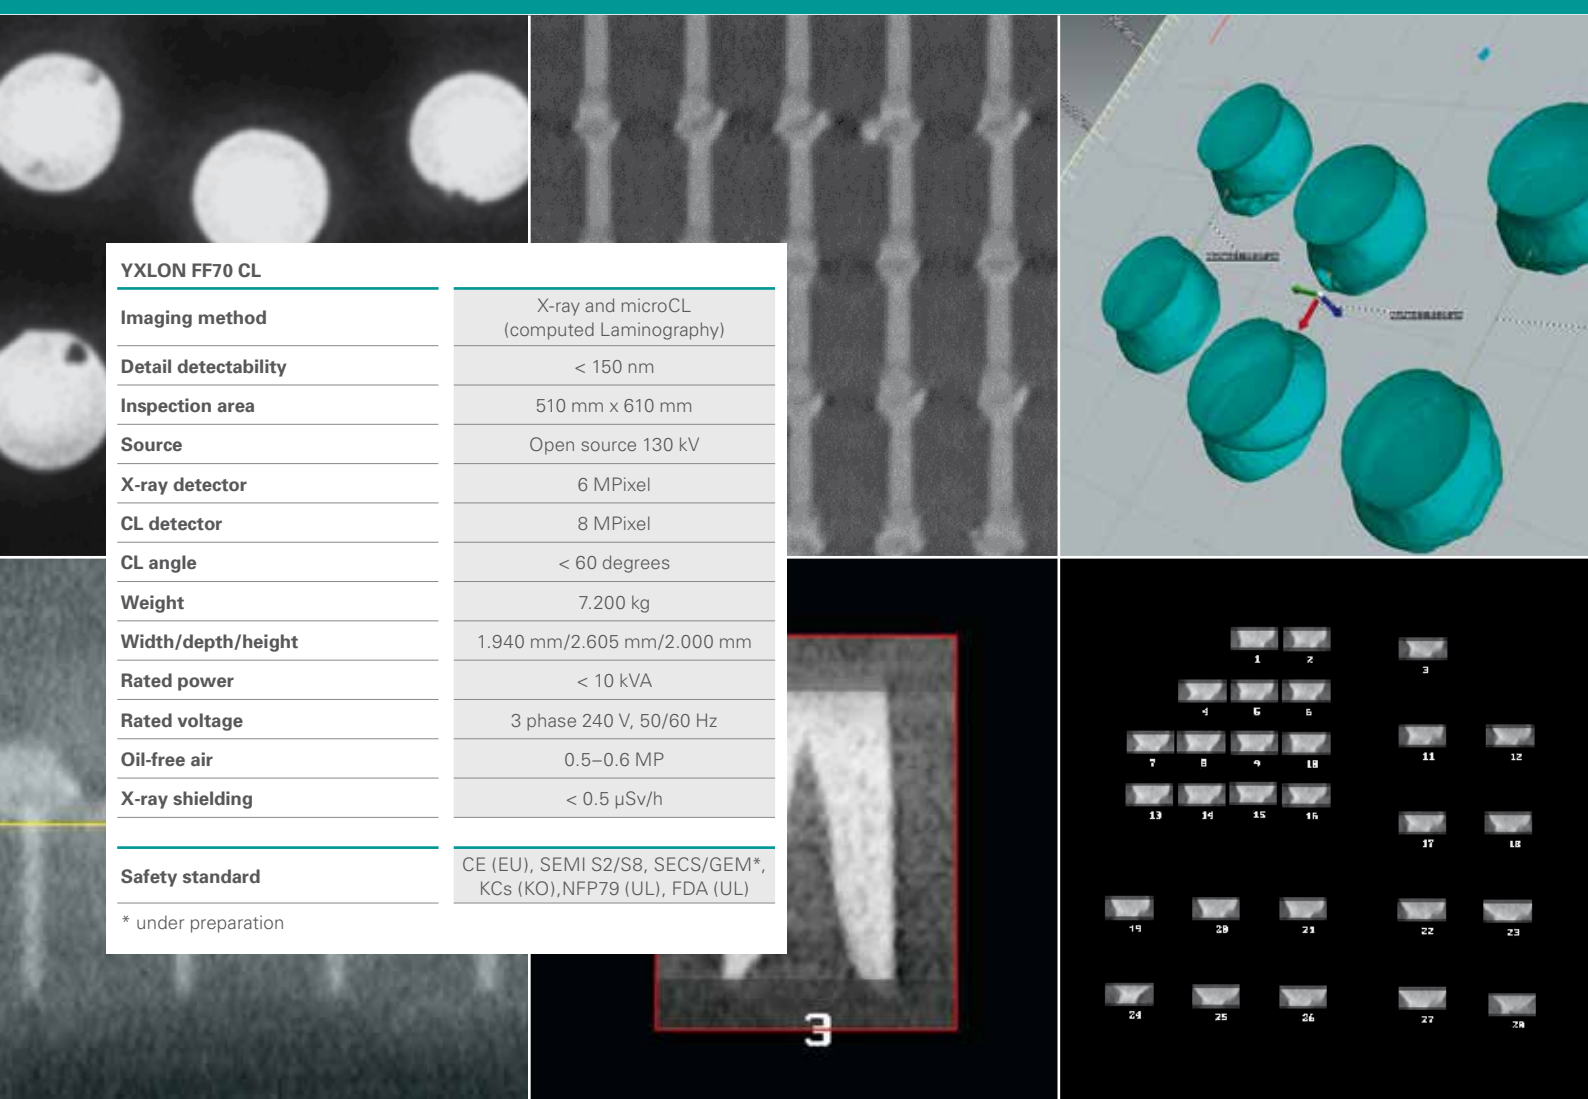 YXLON FF70 CL
Imaging method
X-ray and microCL
(computed Laminography)
Detail detectability
< 150 nm
Inspection area
510 mm x 610 mm
Source
Open source 130 kV
X-ray detector
6 MPixel
CL detector
8 MPixel
CL angle
< 60 degrees
Weight
7.200 kg
Width/depth/height
1.940 mm/2.605 mm/2.000 mm
Rated power
< 10 kVA
Rated voltage
3 phase 240 V, 50/60 Hz
Oil-free air
0.5–0.6 MP
X-ray shielding
< 0.5 µSv/h
Safety standard
CE (EU), SEMI S2/S8, SECS/GEM*,
KCs (KO),NFP79 (UL), FDA (UL)
* under preparation
3
1 2 3
4 5 6
7 8 9 10 11 12
13 14 15 16
17 18
19 20 21 22 23
24 25 26 27 28